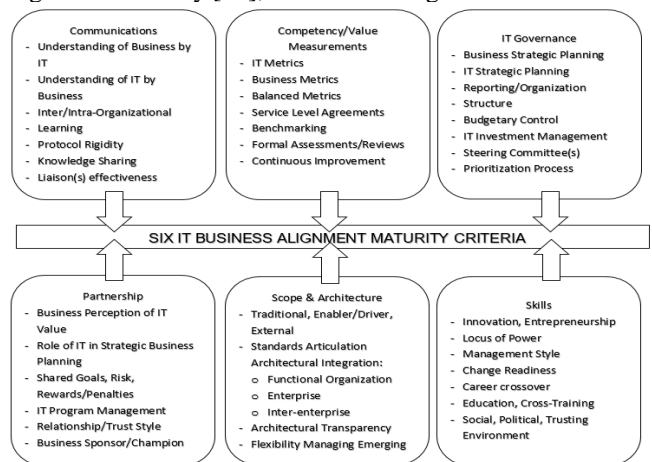 Communications
- Understanding of Business by
IT
- Understanding of IT by
Business
- Inter/Intra-Organizational
- Learning
- Protocol Rigidity
- Knowledge Sharing
- Liaison(s) effectiveness
Competency/Value
Measurements
- IT Metrics
- Business Metrics
- Balanced Metrics
- Service Level Agreements
- Benchmarking
- Formal Assessments/Reviews
- Continuous Improvement
IT Governance
- Business Strategic Planning
- IT Strategic Planning
- Reporting/Organization
- Structure
- Budgetary Control
- IT Investment Management
- Steering Committee(s)
- Prioritization Process
SIX IT BUSINESS ALIGNMENT MATURITY CRITERIA
Partnership
- Business Perception of IT
Value
- Role of IT in Strategic Business
Planning
- Shared Goals, Risk,
Rewards/Penalties
- IT Program Management
- Relationship/Trust Style
- Business Sponsor/Champion
Scope & Architecture
- Traditional, Enabler/Driver,
External
- Standards Articulation
Architectural Integration:
o Functional Organization
o Enterprise
o Inter-enterprise
- Architectural Transparency
- Flexibility Managing Emerging
Skills
- Innovation, Entrepreneurship
- Locus of Power
- Management Style
- Change Readiness
- Career crossover
- Education, Cross-Training
- Social, Political, Trusting
Environment